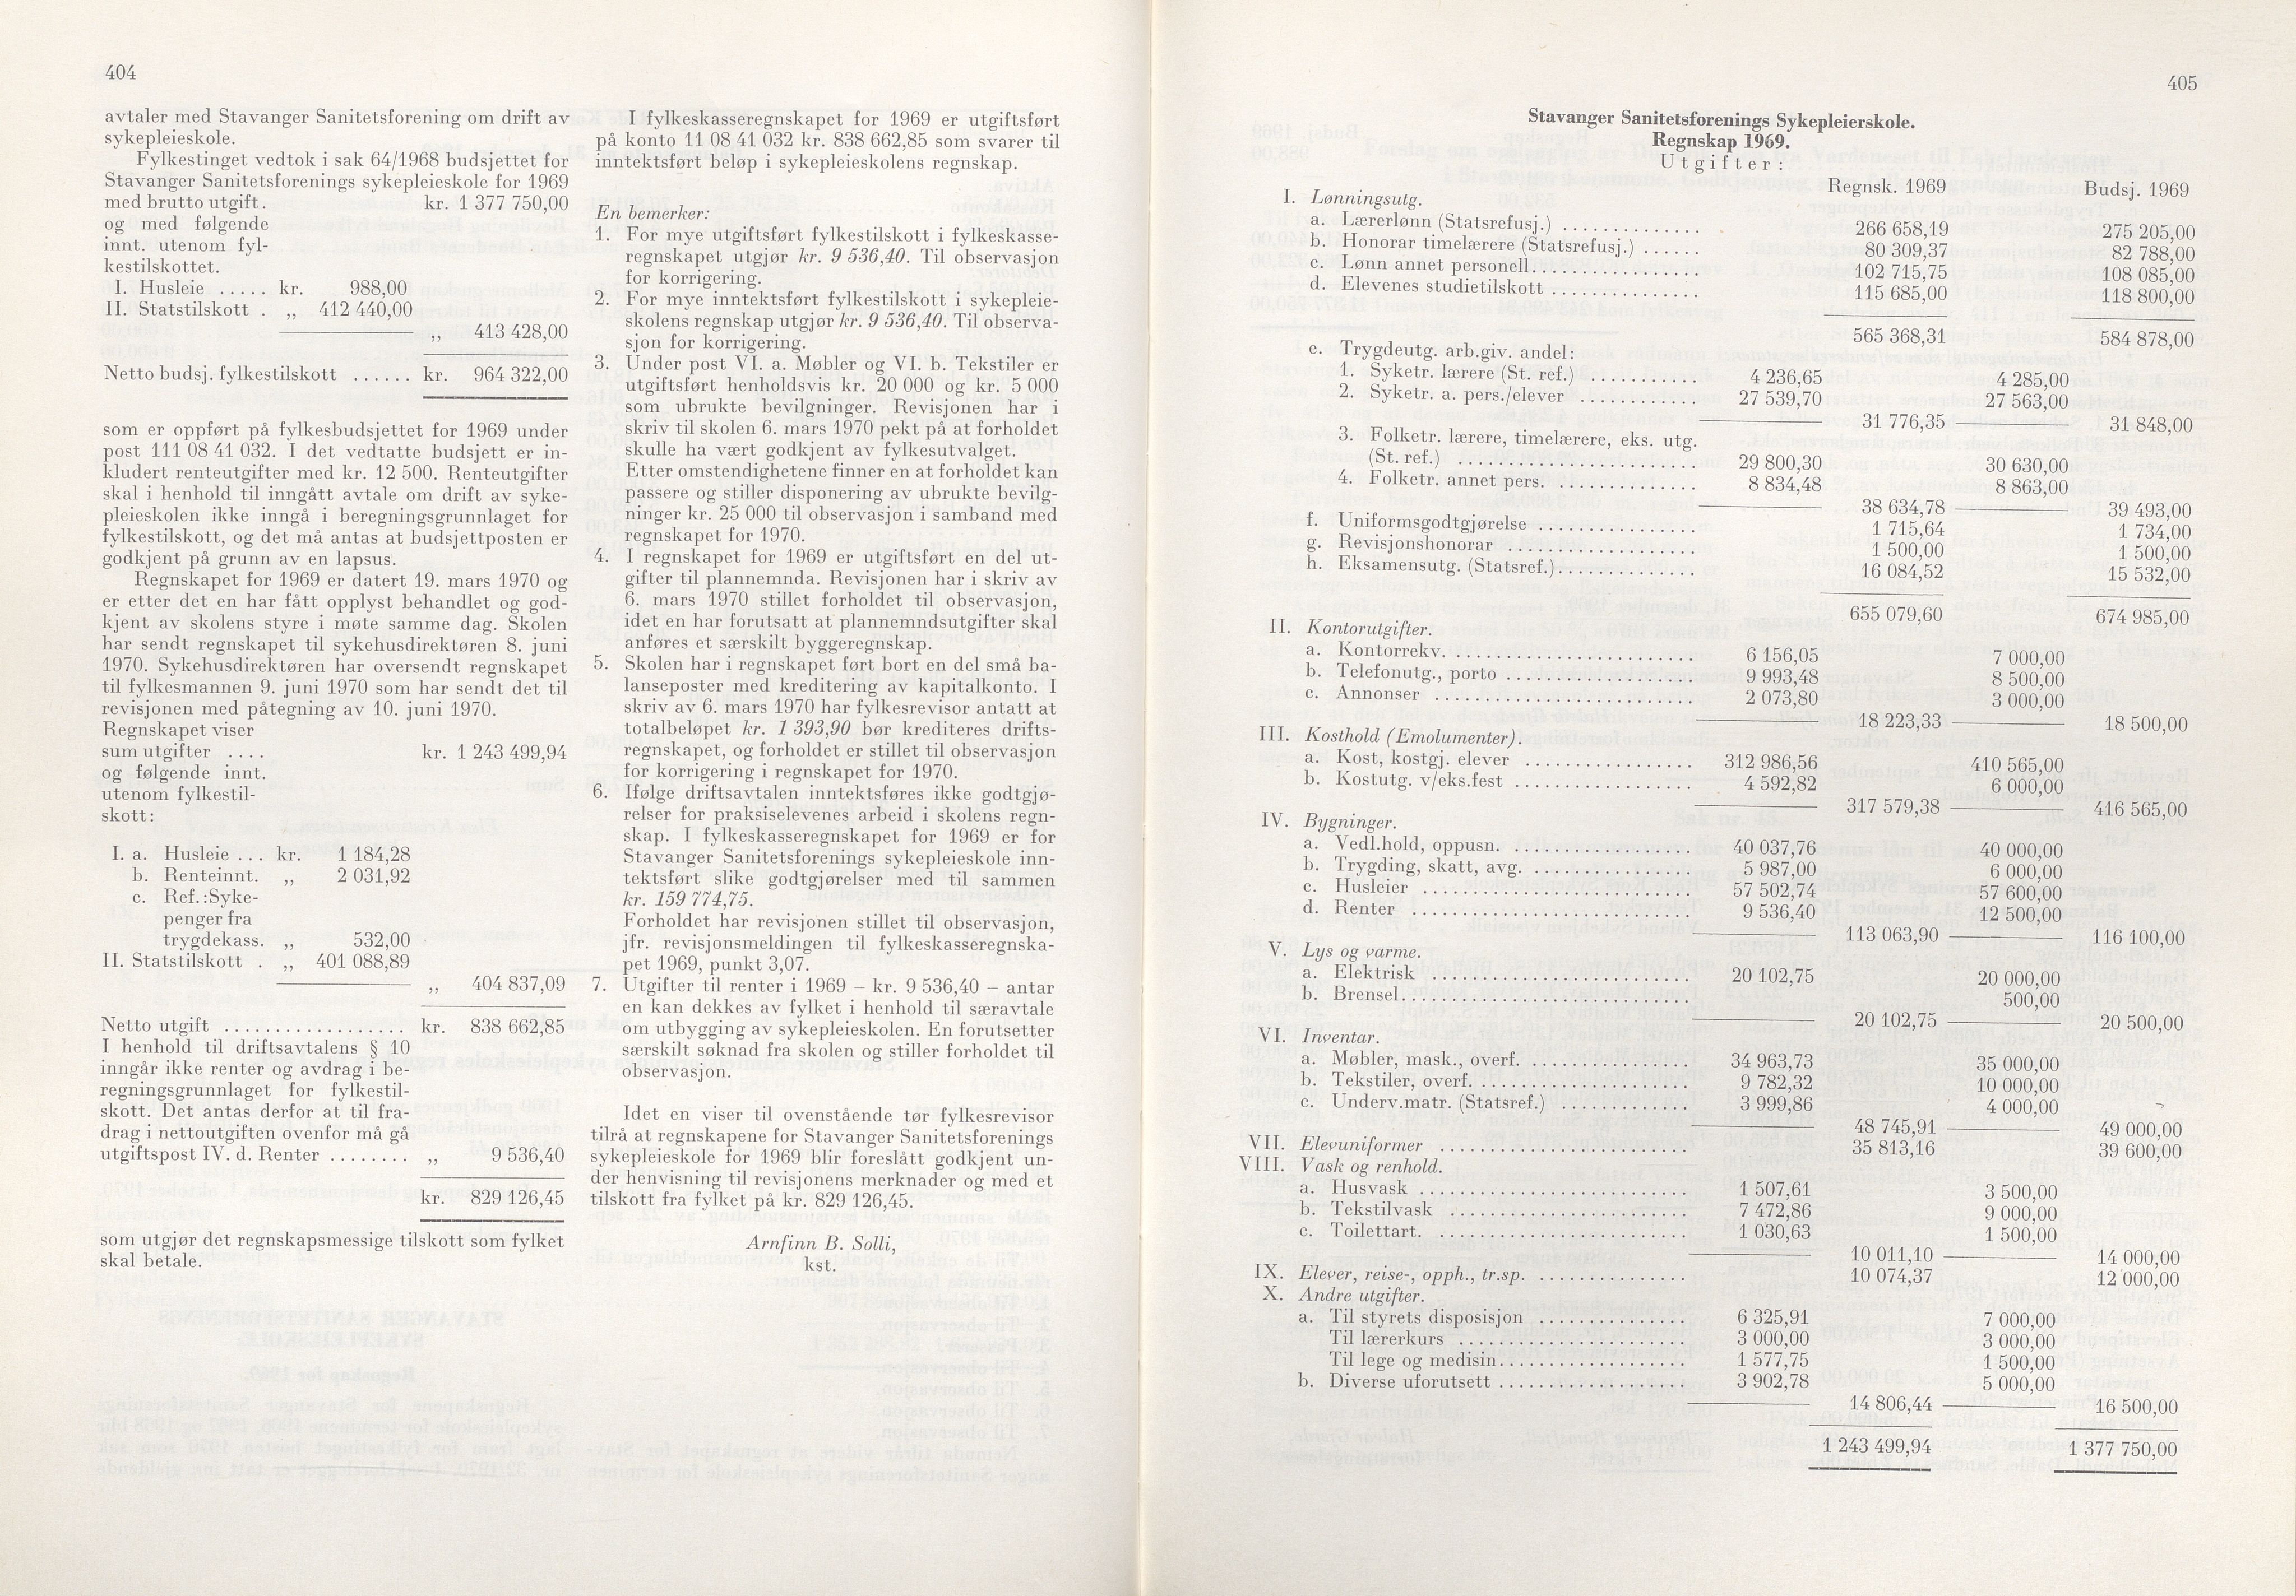 404
avtaler med Stavanger Sanitetsforening om drift av
sykepleieskole.
Fylkestinget vedtok i sak 64/1968 budsjettet for
Stavanger Sanitetsforenings sykepleieskole for 1969
med brutto utgift. kr. 1 377 750,00
og med følgende
innt. utenom fyl-
kestilskottet.
I. Husleie ..... kr. 988,00
II. Statstilskott . „ 412 440,00
„ 413 428,00
Netto budsj. fylkestilskott ...... kr. 964 322,00
som er oppført på fylkesbudsjettet for 1969 under
post 111 08 41 032. I det vedtatte budsjett er in-
kludert renteutgifter med kr. 12 500. Renteutgifter
skal i henhold til inngått avtale om drift av syke-
pleieskolen ikke inngå i beregningsgrunnlaget for
fylkestilskott, og det må antas at budsjettposten er
godkjent på grunn av en lapsus.
Regnskapet for 1969 er datert 19. mars 1970 og
er etter det en har fått opplyst behandlet og god-
kjent av skolens styre i møte samme dag. Skolen
har sendt regnskapet til sykehusdirektøren 8. juni
1970. Sykehusdirektøren har oversendt regnskapet
til fylkesmannen 9. juni 1970 som har sendt det til
revisjonen med påtegning av 10. juni 1970.
Regnskapet viser
sum utgifter .... kr. 1 243 499,94
og følgende innt.
utenom fylkestil-
skott:
I. a. Husleie ... kr. 1 184,28
b. Renteinnt. „ 2 031,92
c. Ref.:Syke-
penger fra
trygdekass. „ 532,00
II. Statstilskott . „ 401 088,89
„ 404 837,09
Netto utgift .................. kr. 838 662,85
I henhold til driftsavtalens § 10
inngår ikke renter og avdrag i be-
regningsgrunnlaget for fylkestil-
skott. Det antas derfor at til fra-
drag i nettoutgiften ovenfor må gå
utgiftspost IV. d. Renter ........ „ 9 536,40
kr. 829 126,45
som utgjør det regnskapsmessige tilskott som fylket
skal betale.
I fylkeskasseregnskapet for 1969 er utgiftsført
på konto 11 08 41 032 kr. 838 662,85 som svarer til
inntektsført beløp i sykepleieskolens regnskap.
En bemerker:
1. For mye utgiftsført fylkestilskott i fylkeskasse-
regnskapet utgjør kr. 9 536,40. Til observasjon
for korrigering.
2. For mye inntektsført fylkestilskott i sykepleie-
skolens regnskap utgjør kr. 9 536,40. Til observa-
sjon for korrigering.
3. Under post VI. a. Møbler og VI. b. Tekstiler er
utgiftsført henholdsvis kr. 20 000 og kr. 5 000
som ubrukte bevilgninger. Revisjonen har i
skriv til skolen 6. mars 1970 pekt på at forholdet
skulle ha vært godkjent av fylkesutvalget.
Etter omstendighetene finner en at forholdet kan
passere og stiller disponering av ubrukte bevilg-
ninger kr. 25 000 til observasjon i samband med
regnskapet for 1970.
4. I regnskapet for 1969 er utgiftsført en del ut-
gifter til plannemnda. Revisjonen har i skriv av
6. mars 1970 stillet forholdet til observasjon,
idet en har forutsatt at plannemndsutgifter skal
anføres et særskilt byggeregnskap.
5. Skolen har i regnskapet ført bort en del små ba-
lanseposter med kreditering av kapitalkonto. I
skriv av 6. mars 1970 har fylkesrevisor antatt at
totalbeløpet kr. 1 393,90 bør krediteres drifts-
regnskapet, og forholdet er stillet til observasjon
for korrigering i regnskapet for 1970.
6. Ifølge driftsavtalen inntektsføres ikke godtgjø-
relser for praksiselevenes arbeid i skolens regn-
skap. I fylkeskasseregnskapet for 1969 er for
Stavanger Sanitetsforenings sykepleieskole inn-
tektsført slike godtgjørelser med til sammen
kr. 159 774,75.
Forholdet har revisjonen stillet til observasjon,
jfr. revisjonsmeldingen til fylkeskasseregnska-
pet 1969, punkt 3,07.
7. Utgifter til renter i 1969 – kr. 9 536,40 – antar
en kan dekkes av fylket i henhold til særavtale
om utbygging av sykepleieskolen. En forutsetter
særskilt søknad fra skolen og stiller forholdet til
observasjon.
Idet en viser til ovenstående tør fylkesrevisor
tilrå at regnskapene for Stavanger Sanitetsforenings
sykepleieskole for 1969 blir foreslått godkjent un-
der henvisning til revisjonens merknader og med et
tilskott fra fylket på kr. 829 126,45.
Arnfinn B. Solli,
kst.
405
Stavanger Sanitetsforenings Sykepleierskole.
Regnskap 1969.
Utgifter:
Regnsk. 1969 Budsj. 1969
I. Lønningsutg.
a. Lærerlønn (Statsrefusj.) .............. 266 658,19 275 205,00
b. Honorar timelærere (Statsrefusj.) ...... 80 309,37 82 788,00
c. Lønn annet personell................ 102 715,75 108 085,00
d. Elevenes studietilskott .............. 115 685,00 118 800,00
565 368,31 584 878,00
e. Trygdeutg. arb.giv. andel:
1. Syketr. lærere (St. ref.) ........... 4 236,65 4 285,00
2. Syketr. a. pers./elever ............ 27 539,70 27 563,00
31 776,35 31 848,00
3. Folketr. lærere, timelærere, eks. utg.
(St. ref.) ........................ 29 800,30 30 630,00
4. Folketr. annet pers. .............. 8 834,48 8 863,00
38 634,78 39 493,00
f. Uniformsgodtgjørelse ................ 1 715,64 1 734,00
g. Revisjonshonorar ................... 1 500,00 1 500,00
h. Eksamensutg. (Statsref.).............. 16 084,52 15 532,00
655 079,60 674 985,00
II. Kontorutgifter.
a. Kontorrekv. ........................ 6 156,05 7 000,00
b. Telefonutg., porto ................... 9 993,48 8 500,00
c. Annonser .......................... 2 073,80 3 000,00
18 223,33 18 500,00
III. Kosthold (Emolumenter).
a. Kost, kostgj. elever ................. 312 986,56 410 565,00
b. Kostutg. v/eks.fest .................. 4 592,82 6 000,00
317 579,38 416 565,00
IV. Bygninger.
a. Vedl.hold, oppusn. .................. 40 037,76 40 000,00
b. Trygding, skatt, avg. ................ 5 987,00 6 000,00
c. Husleier ........................... 57 502,74 57 600,00
d. Renter ............................ 9 536,40 12 500,00
113 063,90 116 100,00
V. Lys og varme.
a. Elektrisk .......................... 20 102,75 20 000,00
b. Brensel............................. 500,00
20 102,75 20 500,00
VI. Inventar.
a. Møbler, mask., overf. ................ 34 963,73 35 000,00
b. Tekstiler, overf. ..................... 9 782,32 10 000,00
c. Underv.matr. (Statsref.) ............. 3 999,86 4 000,00
48 745,91 49 000,00
VII. Elevuniformer ......................... 35 813,16 39 600,00
VIII. Vask og renhold.
a. Husvask ........................... 1 507,61 3 500,00
b. Tekstilvask ........................ 7 472,86 9 000,00
c. Toilettart. ......................... 1 030,63 1 500,00
10 011,10 14 000,00
IX. Elever, reise-, opph., tr.sp. ............... 10 074,37 12 000,00
X. Andre utgifter.
a. Til styrets disposisjon ............... 6 325,91 7 000,00
Til lærerkurs ....................... 3 000,00 3 000,00
Til lege og medisin................... 1 577,75 1 500,00
b. Diverse uforutsett ................... 3 902,78 5 000,00
14 806,44 16 500,00
1 243 499,94 1 377 750,00